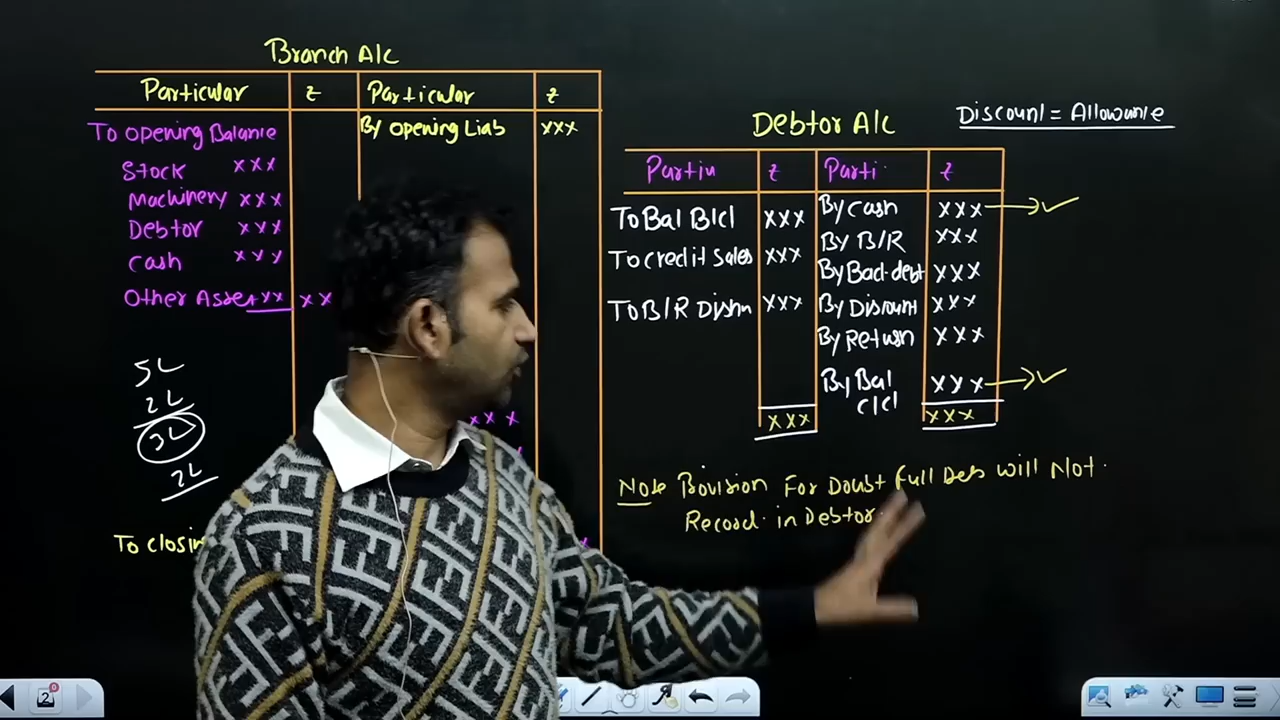 Branch A/c
Particular ₹ Particular ₹
To opening Balance By opening Liab xxx
Stock xxx
Machinery xxx
Debtor xxx
Cash xxx
Other Asset xx xx
5L
2L
3L
2L
xxx
To closin
Discount = Allowance
Debtor A/c
Partiu ₹ Parti ₹
To Bal B/d xxx By Cash xxx → ✓
To credit Sales xxx By B/R xxx
By Bad debt xxx
To B/R Dishn xxx By Discount xxx
By Return xxx
By Bal c/d xxx → ✓
xxx xxx
Note Provision For Doubt full Debs will Not.
Record in Debtor
2